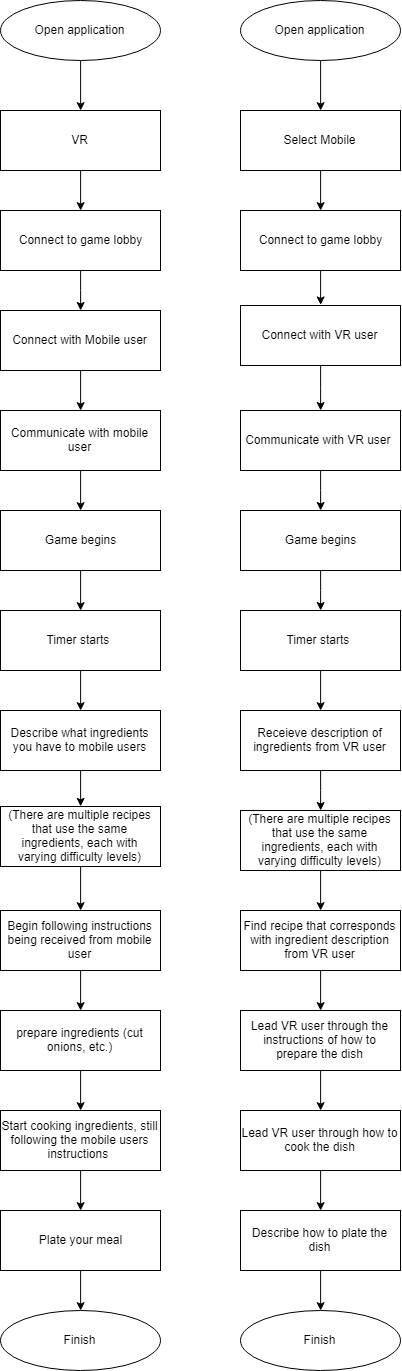 Open application
VR
Connect to game lobby
Connect with Mobile user
Communicate with mobile
user
Game begins
Timer starts
Describe what ingredients
you have to mobile users
(There are multiple recipes
that use the same
ingredients, each with
varying difficulty levels)
Begin following instructions
being received from mobile
user
prepare ingredients (cut
onions, etc.)
Start cooking ingredients, still
following the mobile users
instructions
Plate your meal
Finish
Open application
Select Mobile
Connect to game lobby
Connect with VR user
Communicate with VR user
Game begins
Timer starts
Receieve description of
ingredients from VR user
(There are multiple recipes
that use the same
ingredients, each with
varying difficulty levels)
Find recipe that corresponds
with ingredient description
from VR user
Lead VR user through the
instructions of how to
prepare the dish
Lead VR user through how to
cook the dish
Describe how to plate the
dish
Finish